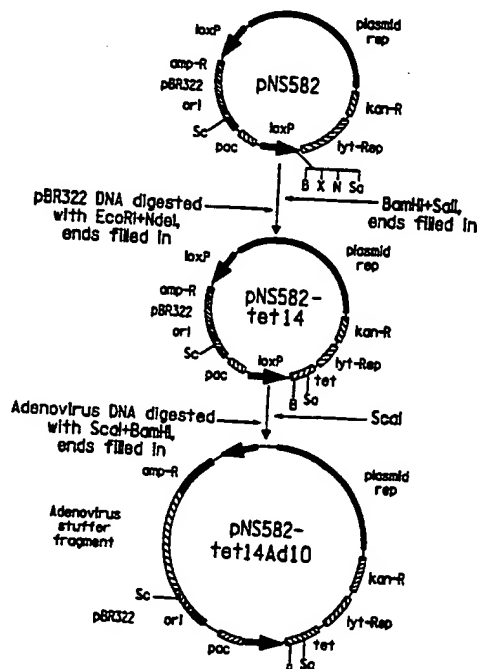 plasmid
rep
loxP
amp-R
pBR322
ori
pNS582
kan-R
Sc
loxP
pac
lyt-Rep
B X N Sa
pBR322 DNA digested
with EcoRI+NdeI,
ends filled in
BamHI+SalI,
ends filled in
plasmid
rep
loxP
amp-R
pBR322
ori
pNS582-
tet14
kan-R
Sc
loxP
lyt-Rep
pac
tet
B
Sa
Adenovirus DNA digested
with ScaI+BamHI,
ends filled in
ScaI
amp-R
plasmid
rep
Adenovirus
stuffer
fragment
pNS582-
tet14Ad10
Sc
kan-R
pBR322
ori
lyt-Rep
pac
tet
Sa